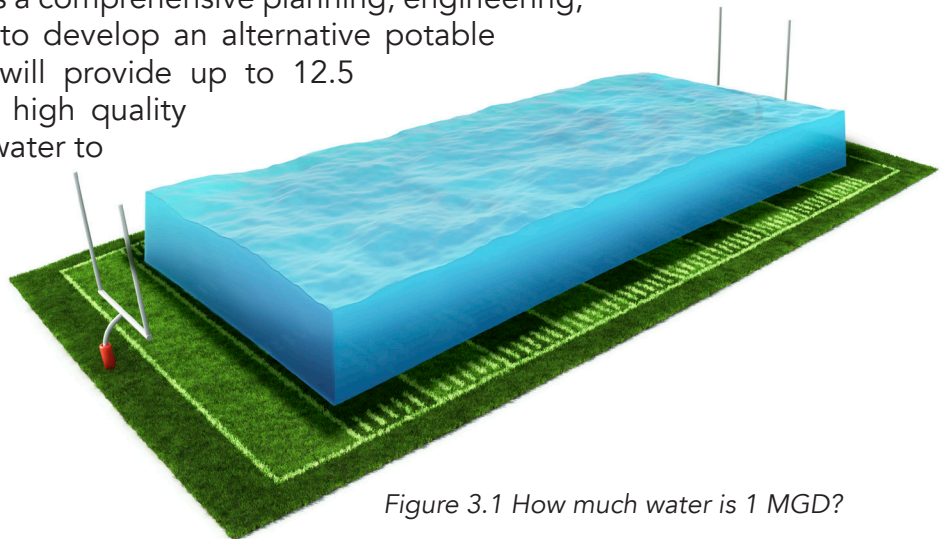 s a comprehensive planning, engineering,
to develop an alternative potable
will provide up to 12.5
high quality
water to
Figure 3.1 How much water is 1 MGD?